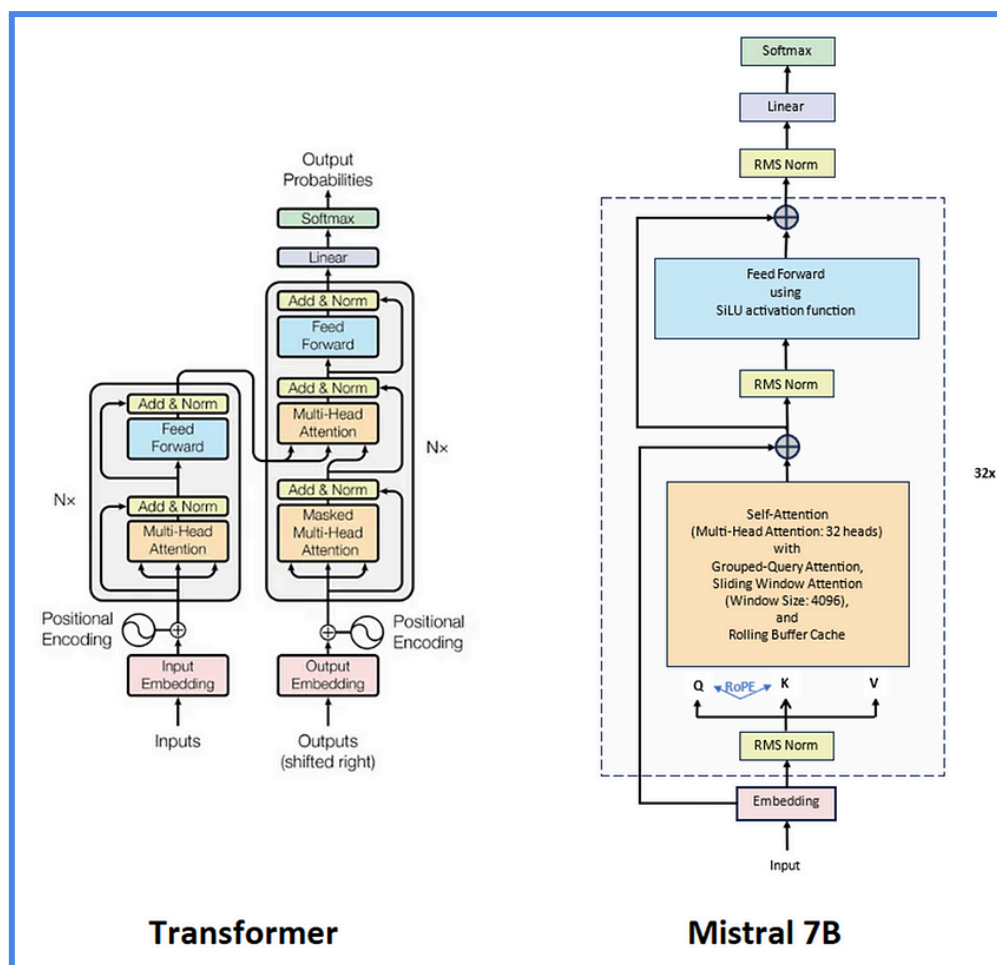 Output
Probabilities
Softmax
Linear
Add & Norm
Feed
Forward
Add & Norm
Multi-Head
Attention
Nx
Add & Norm
Masked
Multi-Head
Attention
Positional
Encoding
Output
Embedding
Outputs
(shifted right)
Add & Norm
Feed
Forward
Nx
Add & Norm
Multi-Head
Attention
Positional
Encoding
Input
Embedding
Inputs
Transformer
Softmax
Linear
RMS Norm
Feed Forward
using
SiLU activation function
RMS Norm
32x
Self-Attention
(Multi-Head Attention: 32 heads)
with
Grouped-Query Attention,
Sliding Window Attention
(Window Size: 4096),
and
Rolling Buffer Cache
Q RoPE K V
RMS Norm
Embedding
Input
Mistral 7B